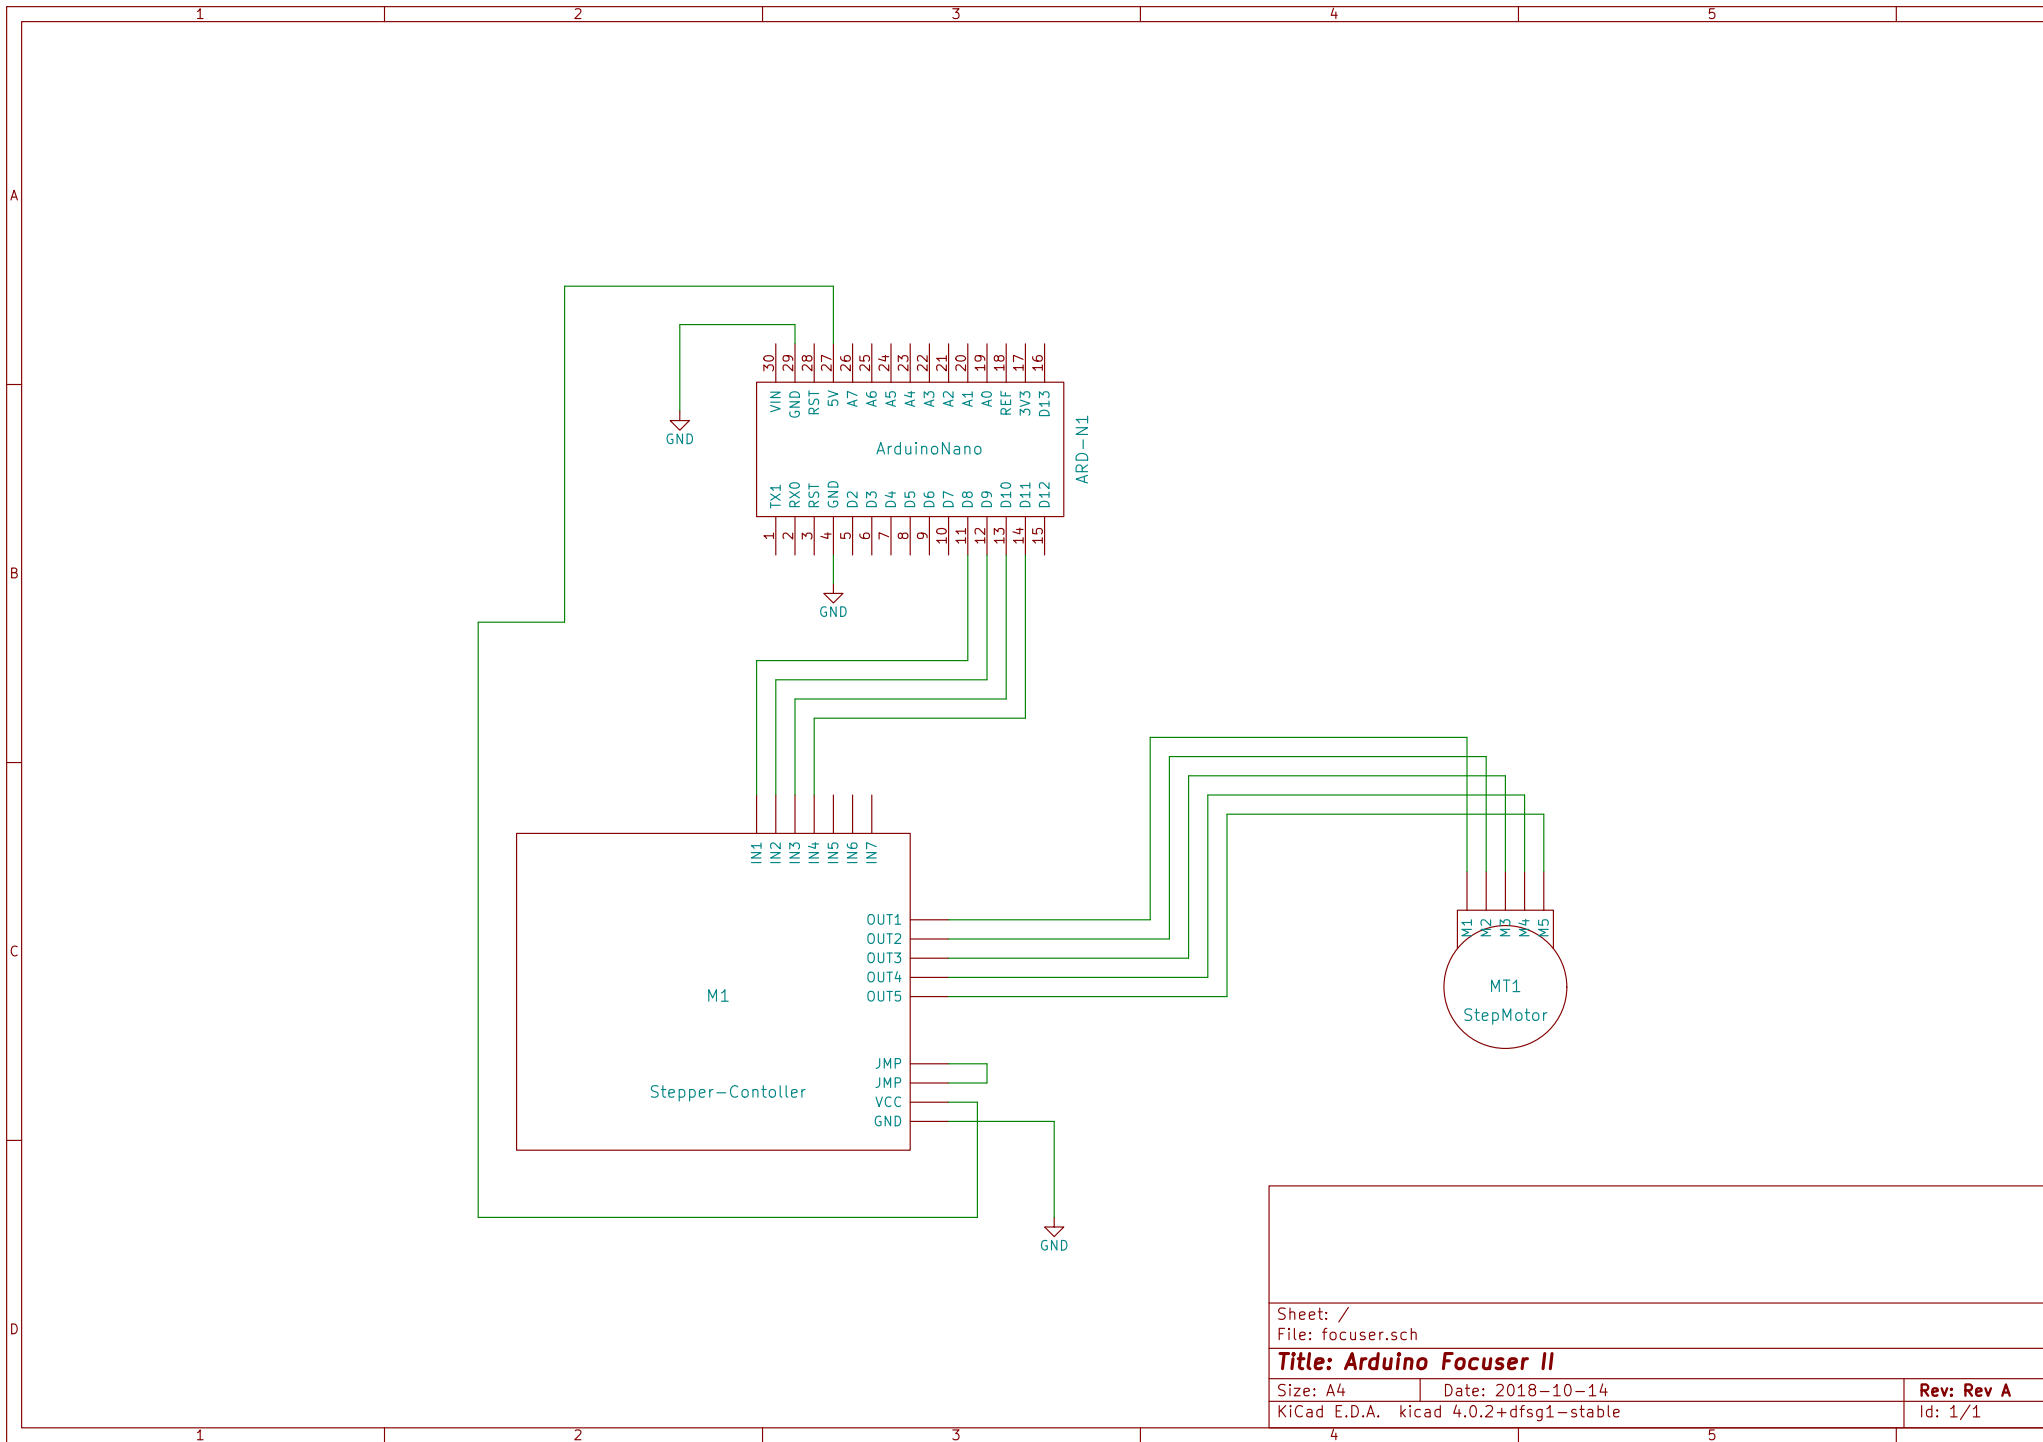 1 2 3 4 5
A
B
C
D
30 29 28 27 26 25 24 23 22 21 20 19 18 17 16
VIN GND RST 5V A7 A6 A5 A4 A3 A2 A1 A0 REF 3V3 D13
ArduinoNano
ARD-N1
TX1 RX0 RST GND D2 D3 D4 D5 D6 D7 D8 D9 D10 D11 D12
1 2 3 4 5 6 7 8 9 10 11 12 13 14 15
GND
GND
IN1 IN2 IN3 IN4 IN5 IN6 IN7
OUT1
OUT2
OUT3
OUT4
OUT5
M1
JMP
JMP
Stepper-Contoller
VCC
GND
GND
M1 M2 M3 M4 M5
MT1
StepMotor
Sheet: /
File: focuser.sch
Title: Arduino Focuser II
Size: A4 Date: 2018-10-14 Rev: Rev A
KiCad E.D.A. kicad 4.0.2+dfsg1-stable Id: 1/1
1 2 3 4 5